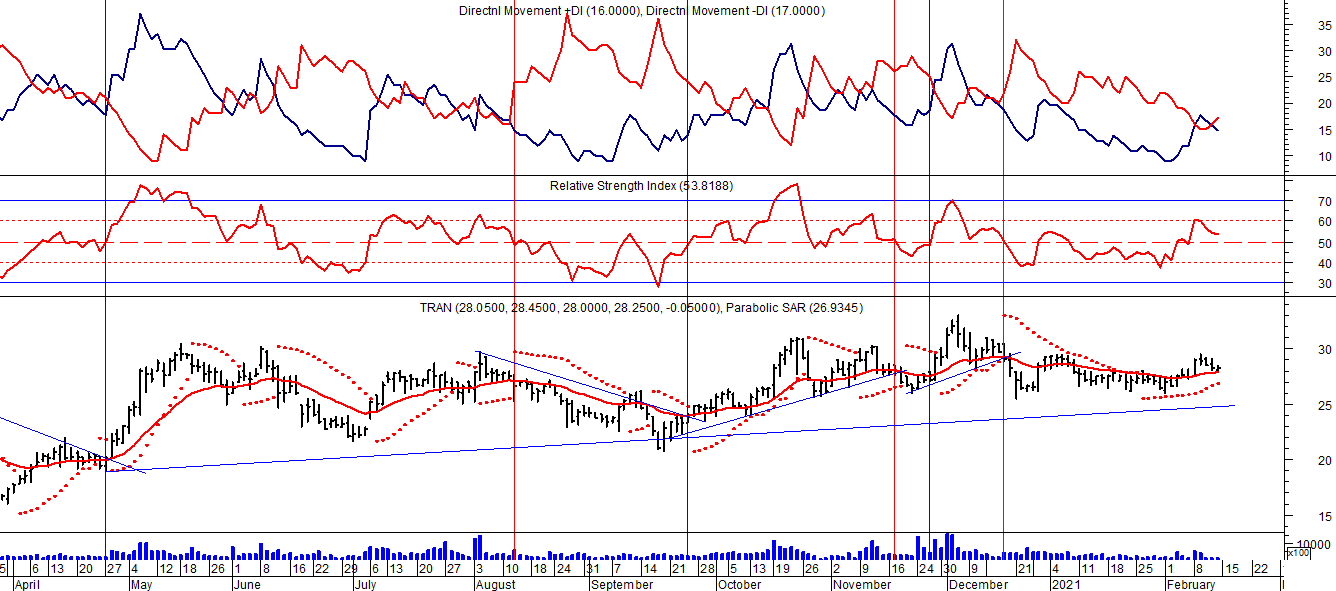 Directnl Movement +DI (16.0000), Directnl Movement -DI (17.0000)
35
30
25
20
15
10
Relative Strength Index (53.8188)
70
60
50
40
30
TRAN (28.0500, 28.4500, 28.0000, 28.2500, -0.05000), Parabolic SAR (26.9345)
30
25
20
15
10000
x100
5 6 13 20 27 4 12 18 26 1 8 16 22 29 6 13 20 27 3 10 18 24 31 7 14 21 28 5 13 19 26 2 9 16 24 30 9 21 4 11 18 25 1 8 15 22
April May June July August September October November December 2021 February